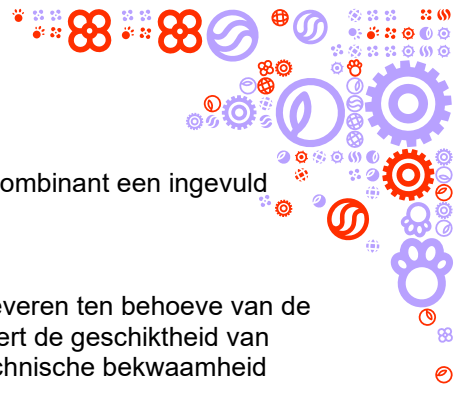 ombinant een ingevuld
everen ten behoeve van de
ert de geschiktheid van
chnische bekwaamheid